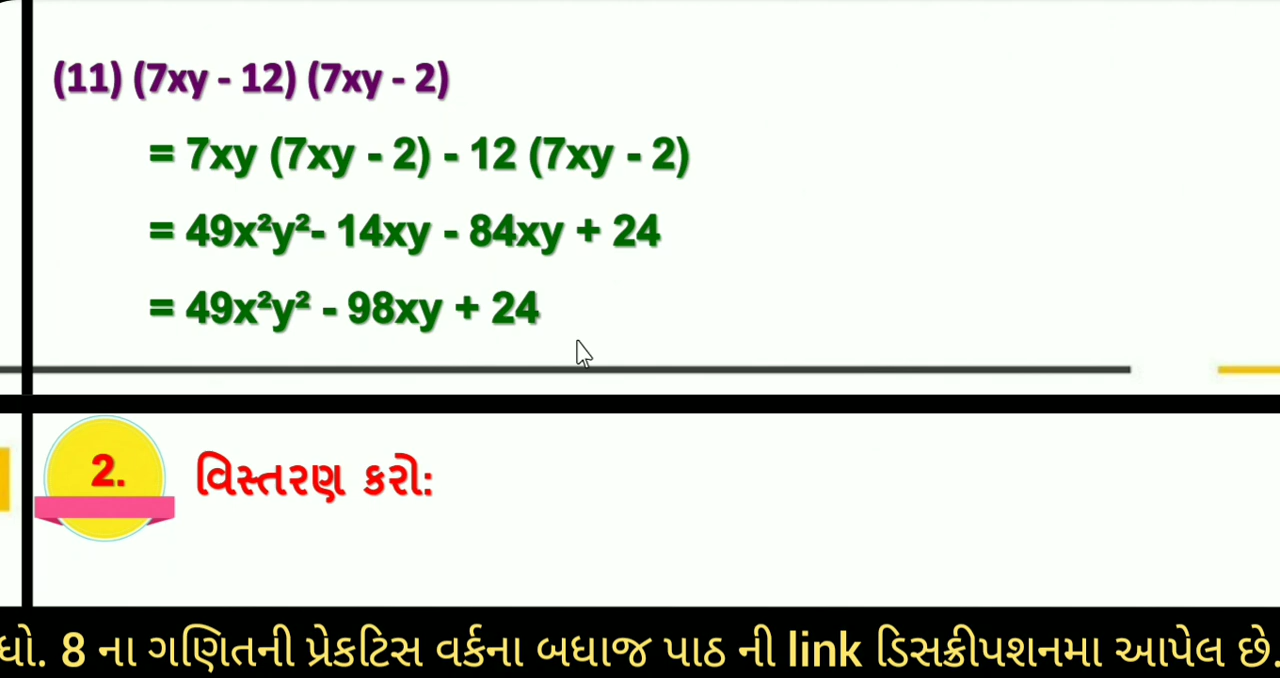 (11) (7xy - 12) (7xy - 2)
= 7xy (7xy - 2) - 12 (7xy - 2)
= 49x²y²- 14xy - 84xy + 24
= 49x²y² - 98xy + 24
2. વિસ્તરણ કરો:
ધો. 8 ના ગણિતની પ્રેકટિસ વર્કના બધાજ પાઠ ની link ડિસક્રીપશનમા આપેલ છે.